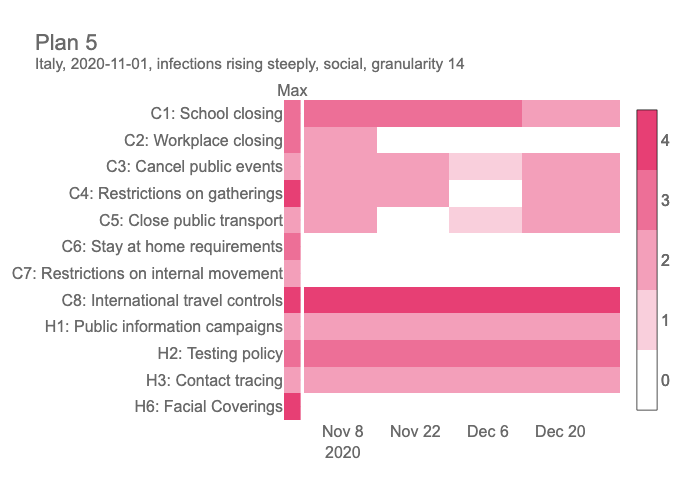 Plan 5
Italy, 2020-11-01, infections rising steeply, social, granularity 14
Max
C1: School closing
C2: Workplace closing
C3: Cancel public events
C4: Restrictions on gatherings
C5: Close public transport
C6: Stay at home requirements
C7: Restrictions on internal movement
C8: International travel controls
H1: Public information campaigns
H2: Testing policy
H3: Contact tracing
H6: Facial Coverings
Nov 8 Nov 22 Dec 6 Dec 20
2020
4
3
2
1
0